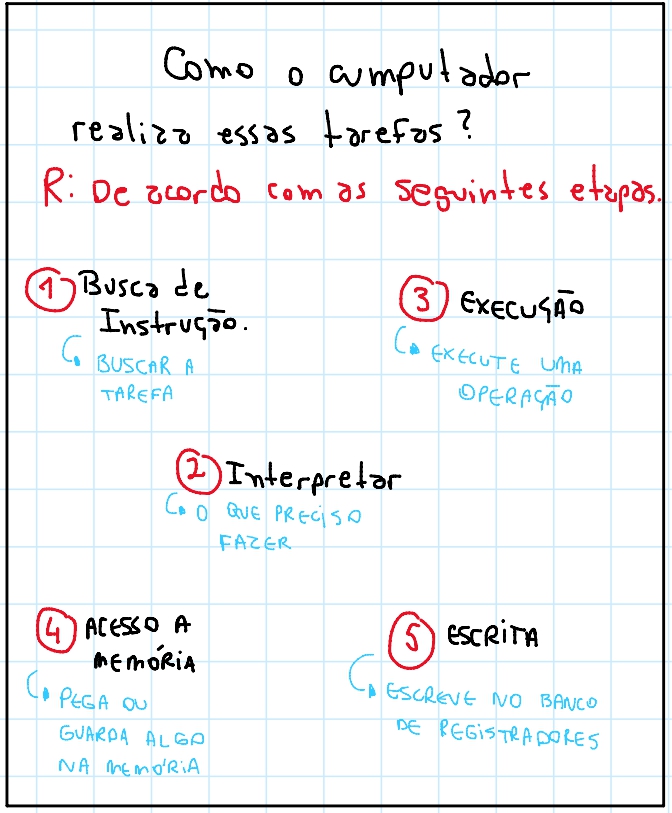 Como o cumputador
realiza essas tarefas?
R: De acordo com as seguintes etapas.
1 Busca de
Instrução.
BUSCAR A
TAREFA
3 EXECUÇÃO
EXECUTE UMA
OPERAÇÃO
2 Interpretar
O QUE PRECISO
FAZER
4 ACESSO A
MEMÓRIA
PEGA OU
GUARDA ALGO
NA MEMÓRIA
5 ESCRITA
ESCREVE NO BANCO
DE REGISTRADORES